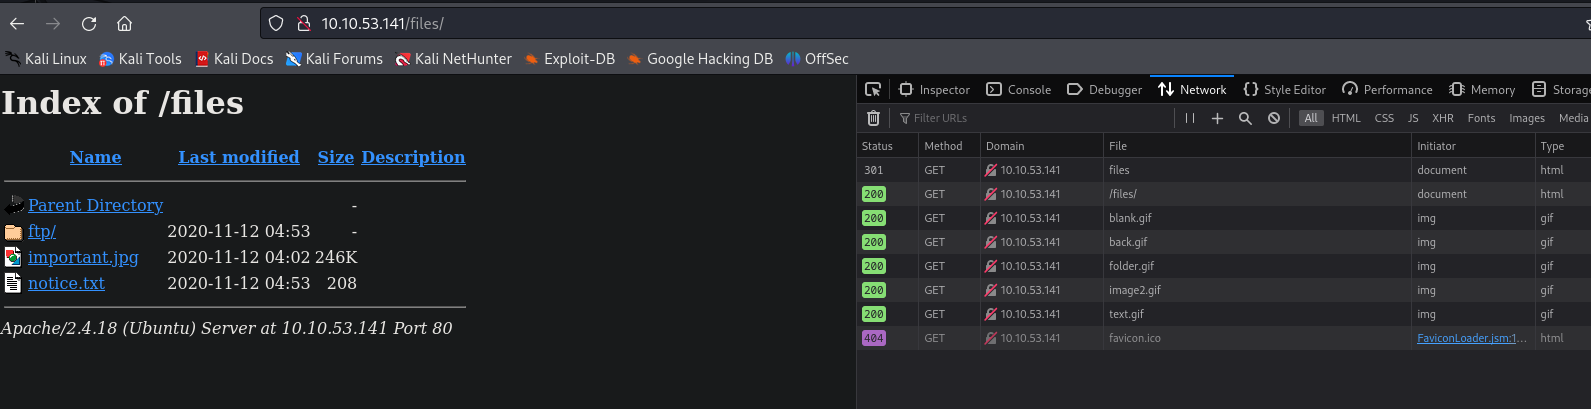 10.10.53.141/files/
Kali Linux Kali Tools Kali Docs Kali Forums Kali NetHunter Exploit-DB Google Hacking DB OffSec
Index of /files
Name Last modified Size Description
Parent Directory -
ftp/ 2020-11-12 04:53 -
important.jpg 2020-11-12 04:02 246K
notice.txt 2020-11-12 04:53 208
Apache/2.4.18 (Ubuntu) Server at 10.10.53.141 Port 80
Inspector Console Debugger Network Style Editor Performance Memory Storage
Filter URLs All HTML CSS JS XHR Fonts Images Media
Status Method Domain File Initiator Type
301 GET 10.10.53.141 files document html
200 GET 10.10.53.141 /files/ document html
200 GET 10.10.53.141 blank.gif img gif
200 GET 10.10.53.141 back.gif img gif
200 GET 10.10.53.141 folder.gif img gif
200 GET 10.10.53.141 image2.gif img gif
200 GET 10.10.53.141 text.gif img gif
404 GET 10.10.53.141 favicon.ico FaviconLoader.jsm:1... html